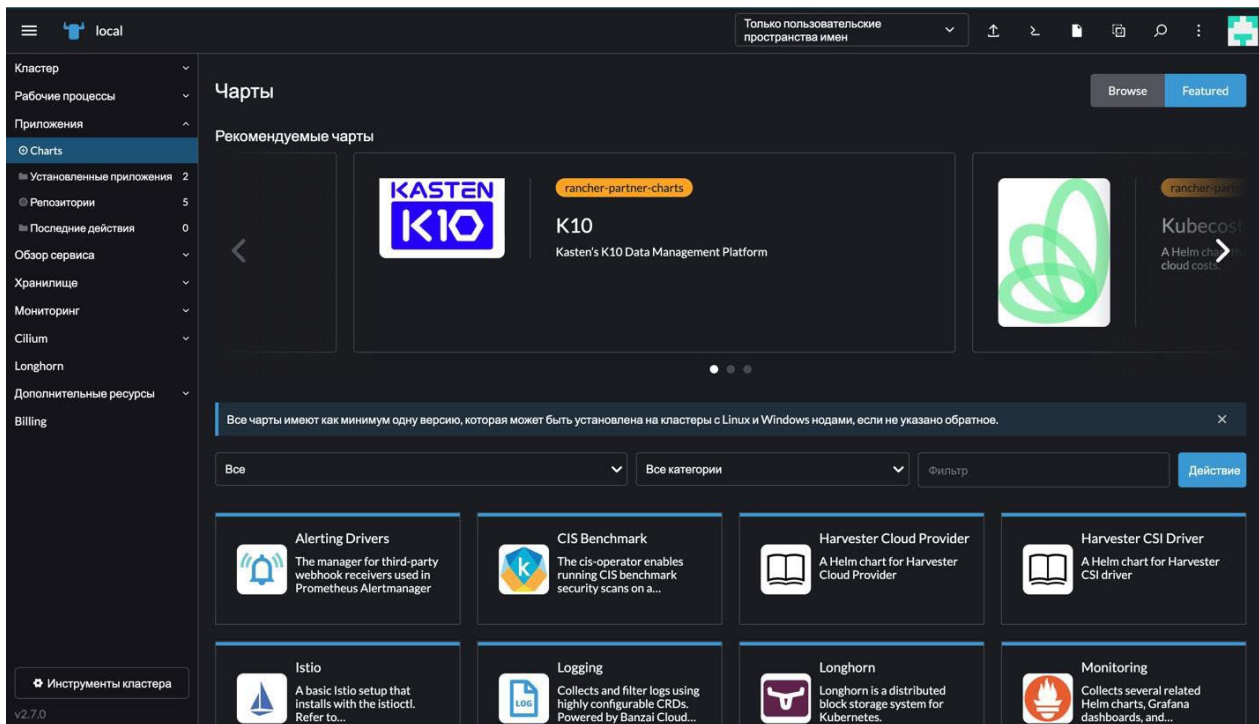 local
Только пользовательские
пространства имен
Кластер
Рабочие процессы
Приложения
Charts
Установленные приложения 2
Репозитории 5
Последние действия 0
Обзор сервиса
Хранилище
Мониторинг
Cilium
Longhorn
Дополнительные ресурсы
Billing
Инструменты кластера
v2.7.0
Чарты
Browse
Featured
Рекомендуемые чарты
KASTEN
K10
rancher-partner-charts
K10
Kasten's K10 Data Management Platform
Kubecost
A Helm
cloud costs.
Все чарты имеют как минимум одну версию, которая может быть установлена на кластеры с Linux и Windows нодами, если не указано обратное.
Все
Все категории
Фильтр
Действие
Alerting Drivers
The manager for third-party
webhook receivers used in
Prometheus Alertmanager
CIS Benchmark
The cis-operator enables
running CIS benchmark
security scans on a...
Harvester Cloud Provider
A Helm chart for Harvester
Cloud Provider
Harvester CSI Driver
A Helm chart for Harvester
CSI driver
Istio
A basic Istio setup that
installs with the istioctl.
Refer to...
LOG
Logging
Collects and filter logs using
highly configurable CRDs.
Powered by Banzai Cloud...
Longhorn
Longhorn is a distributed
block storage system for
Kubernetes.
Monitoring
Collects several related
Helm charts, Grafana
dashboards, and...